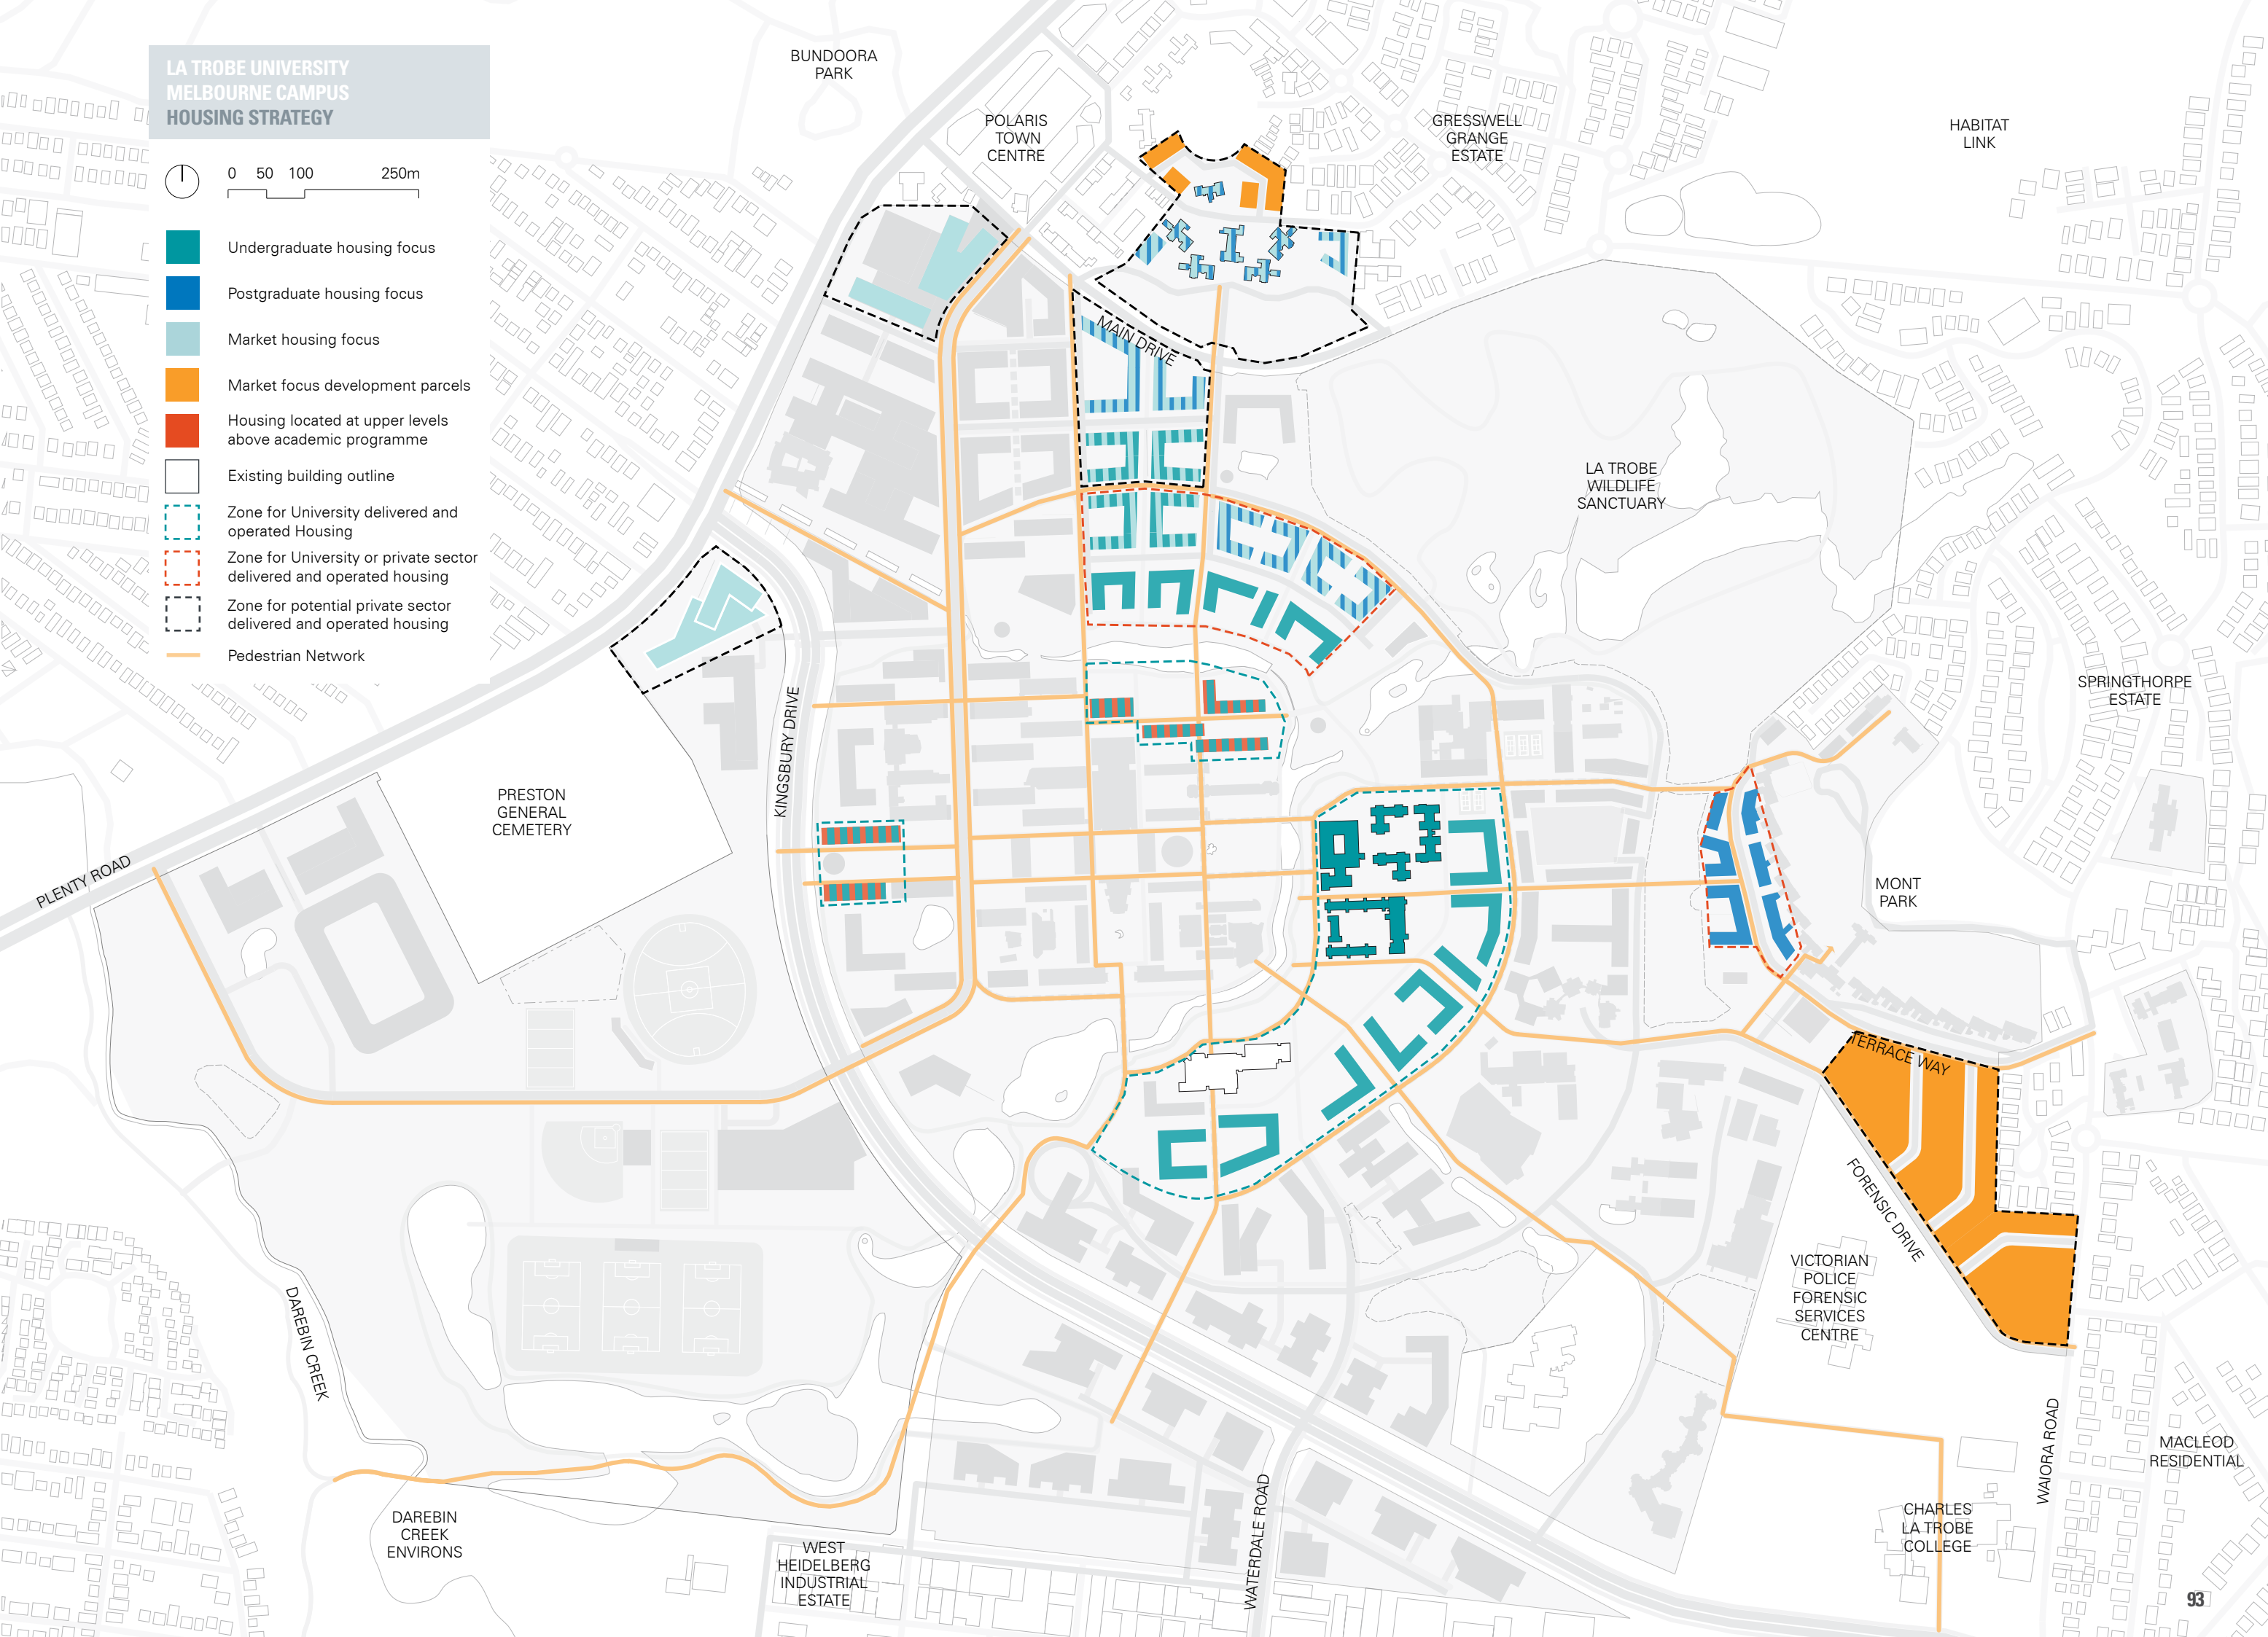 LA TROBE UNIVERSITY
MELBOURNE CAMPUS
HOUSING STRATEGY
0 50 100 250m
Undergraduate housing focus
Postgraduate housing focus
Market housing focus
Market focus development parcels
Housing located at upper levels
above academic programme
Existing building outline
Zone for University delivered and
operated Housing
Zone for University or private sector
delivered and operated housing
Zone for potential private sector
delivered and operated housing
Pedestrian Network
BUNDOORA
PARK
POLARIS
TOWN
CENTRE
GRESSWELL
GRANGE
ESTATE
HABITAT
LINK
MAIN DRIVE
LA TROBE
WILDLIFE
SANCTUARY
SPRINGTHORPE
ESTATE
KINGSBURY DRIVE
PRESTON
GENERAL
CEMETERY
PLENTY ROAD
MONT
PARK
TERRACE WAY
FORENSIC DRIVE
VICTORIAN
POLICE
FORENSIC
SERVICES
CENTRE
DAREBIN CREEK
WAIORA ROAD
MACLEOD
RESIDENTIAL
DAREBIN
CREEK
ENVIRONS
WEST
HEIDELBERG
INDUSTRIAL
ESTATE
WATERDALE ROAD
CHARLES
LA TROBE
COLLEGE
93